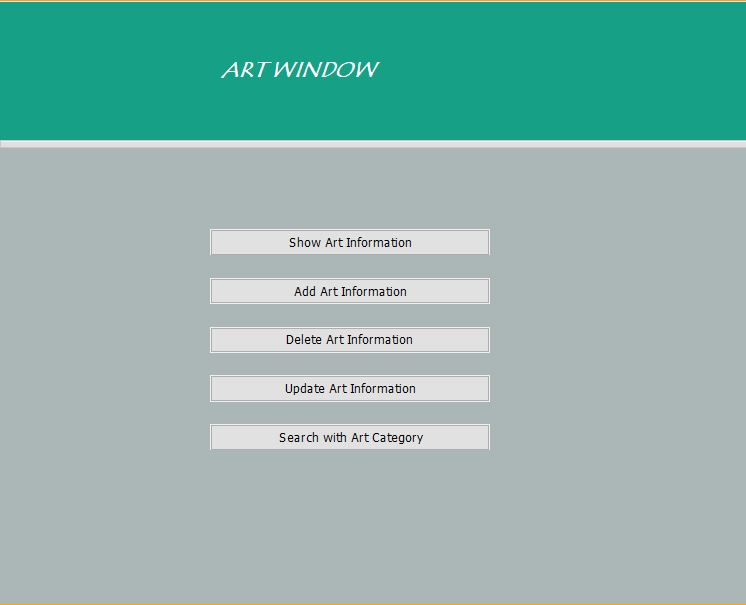 ART WINDOW
Show Art Information
Add Art Information
Delete Art Information
Update Art Information
Search with Art Category